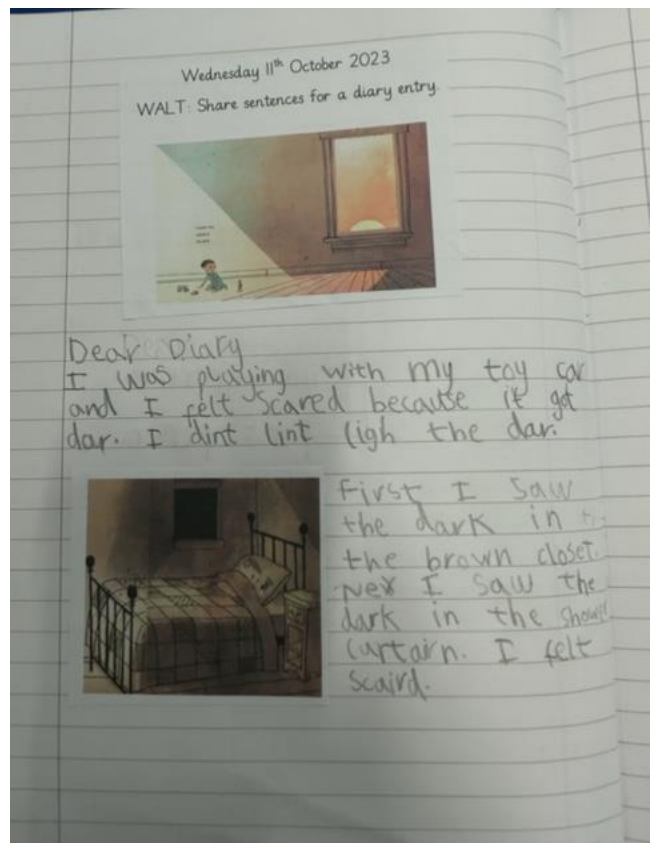 Wednesday 11th October 2023
WALT: Share sentences for a diary entry.
Dear Diary
I was playing with my toy car
and I felt scared because it got
dar. I dint lint ligh the dar.
First I saw
the dark in
the brown closet.
Nex I saw the
dark in the shower
curtairn. I felt
scaird.